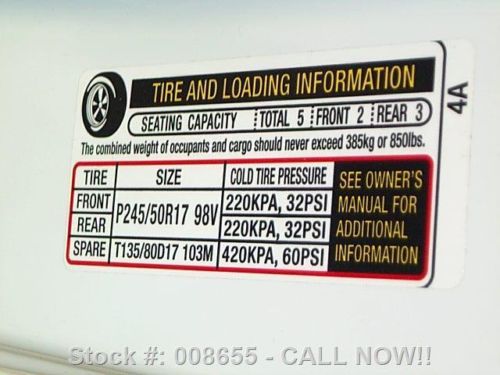 TIRE AND LOADING INFORMATION
SEATING CAPACITY TOTAL 5 FRONT 2 REAR 3
The combined weight of occupants and cargo should never exceed 385kg or 850lbs.
TIRE SIZE COLD TIRE PRESSURE
FRONT P245/50R17 98V 220KPA, 32PSI
REAR 220KPA, 32PSI
SPARE T135/80D17 103M 420KPA, 60PSI
SEE OWNER'S
MANUAL FOR
ADDITIONAL
INFORMATION
4A
Stock #: 008655 - CALL NOW!!